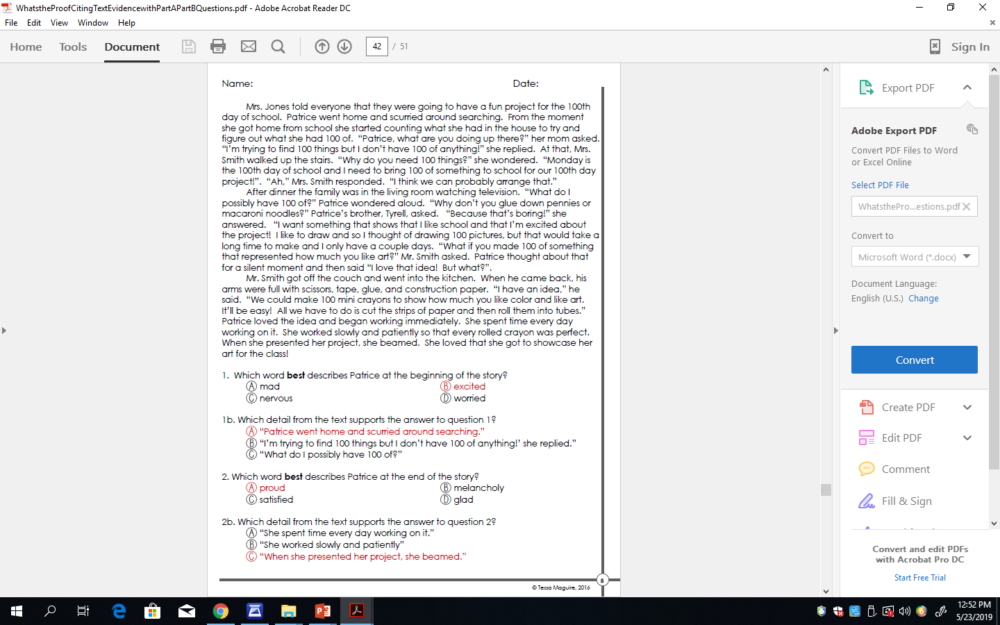 WhatstheProofCitingTextEvidencewithPartAPartBQuestions.pdf - Adobe Acrobat Reader DC
File Edit View Window Help
Home Tools Document 42 / 51 Sign In
Name: Date:
Mrs. Jones told everyone that they were going to have a fun project for the 100th
day of school. Patrice went home and scurried around searching. From the moment
she got home from school she started counting what she had in the house to try and
figure out what she had 100 of. “Patrice, what are you doing up there?” her mom asked.
“I’m trying to find 100 things but I don’t have 100 of anything!” she replied. At that, Mrs.
Smith walked up the stairs. “Why do you need 100 things?” she wondered. “Monday is
the 100th day of school and I need to bring 100 of something to school for our 100th day
project!”. “Ah,” Mrs. Smith responded. “I think we can probably arrange that.”
After dinner the family was in the living room watching television. “What do I
possibly have 100 of?” Patrice wondered aloud. “Why don’t you glue down pennies or
macaroni noodles?” Patrice’s brother, Tyrell, asked. “Because that’s boring!” she
answered. “I want something that shows that I like school and that I’m excited about
the project! I like to draw and so I thought of drawing 100 pictures, but that would take a
long time to make and I only have a couple days. “What if you made 100 of something
that represented how much you like art?” Mr. Smith asked. Patrice thought about that
for a silent moment and then said “I love that idea! But what?”.
Mr. Smith got off the couch and went into the kitchen. When he came back, his
arms were full with scissors, tape, glue, and construction paper. “I have an idea,” he
said. “We could make 100 mini crayons to show how much you like color and like art.
It’ll be easy! All we have to do is cut the strips of paper and then roll them into tubes.”
Patrice loved the idea and began working immediately. She spent time every day
working on it. She worked slowly and patiently so that every rolled crayon was perfect.
When she presented her project, she beamed. She loved that she got to showcase her
art for the class!
1. Which word best describes Patrice at the beginning of the story?
Ⓐ mad Ⓑ excited
Ⓒ nervous Ⓓ worried
1b. Which detail from the text supports the answer to question 1?
Ⓐ “Patrice went home and scurried around searching.”
Ⓑ “I’m trying to find 100 things but I don’t have 100 of anything!’ she replied.”
Ⓒ “What do I possibly have 100 of?”
2. Which word best describes Patrice at the end of the story?
Ⓐ proud Ⓑ melancholy
Ⓒ satisfied Ⓓ glad
2b. Which detail from the text supports the answer to question 2?
Ⓐ “She spent time every day working on it.”
Ⓑ “She worked slowly and patiently”
Ⓒ “When she presented her project, she beamed.”
8
© Tessa Maguire, 2016
Export PDF
Adobe Export PDF
Convert PDF Files to Word
or Excel Online
Select PDF File
WhatsthePro...estions.pdf
Convert to
Microsoft Word (*.docx)
Document Language:
English (U.S.) Change
Convert
Create PDF
Edit PDF
Comment
Fill & Sign
Convert and edit PDFs
with Acrobat Pro DC
Start Free Trial
12:52 PM
5/23/2019